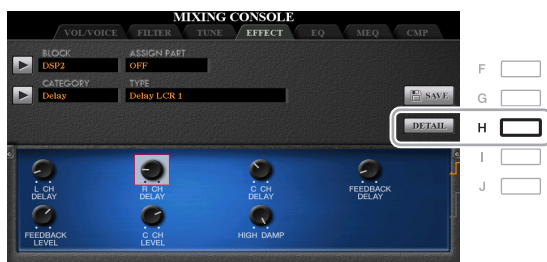 MIXING CONSOLE
VOL/VOICE FILTER TUNE EFFECT EQ MEQ CMP
BLOCK ASSIGN PART
DSP2 OFF
CATEGORY TYPE
Delay Delay LCR 1
SAVE
DETAIL
F
G
H
I
J
L CH DELAY
R CH DELAY
C CH DELAY
FEEDBACK DELAY
FEEDBACK LEVEL
C CH LEVEL
HIGH DAMP